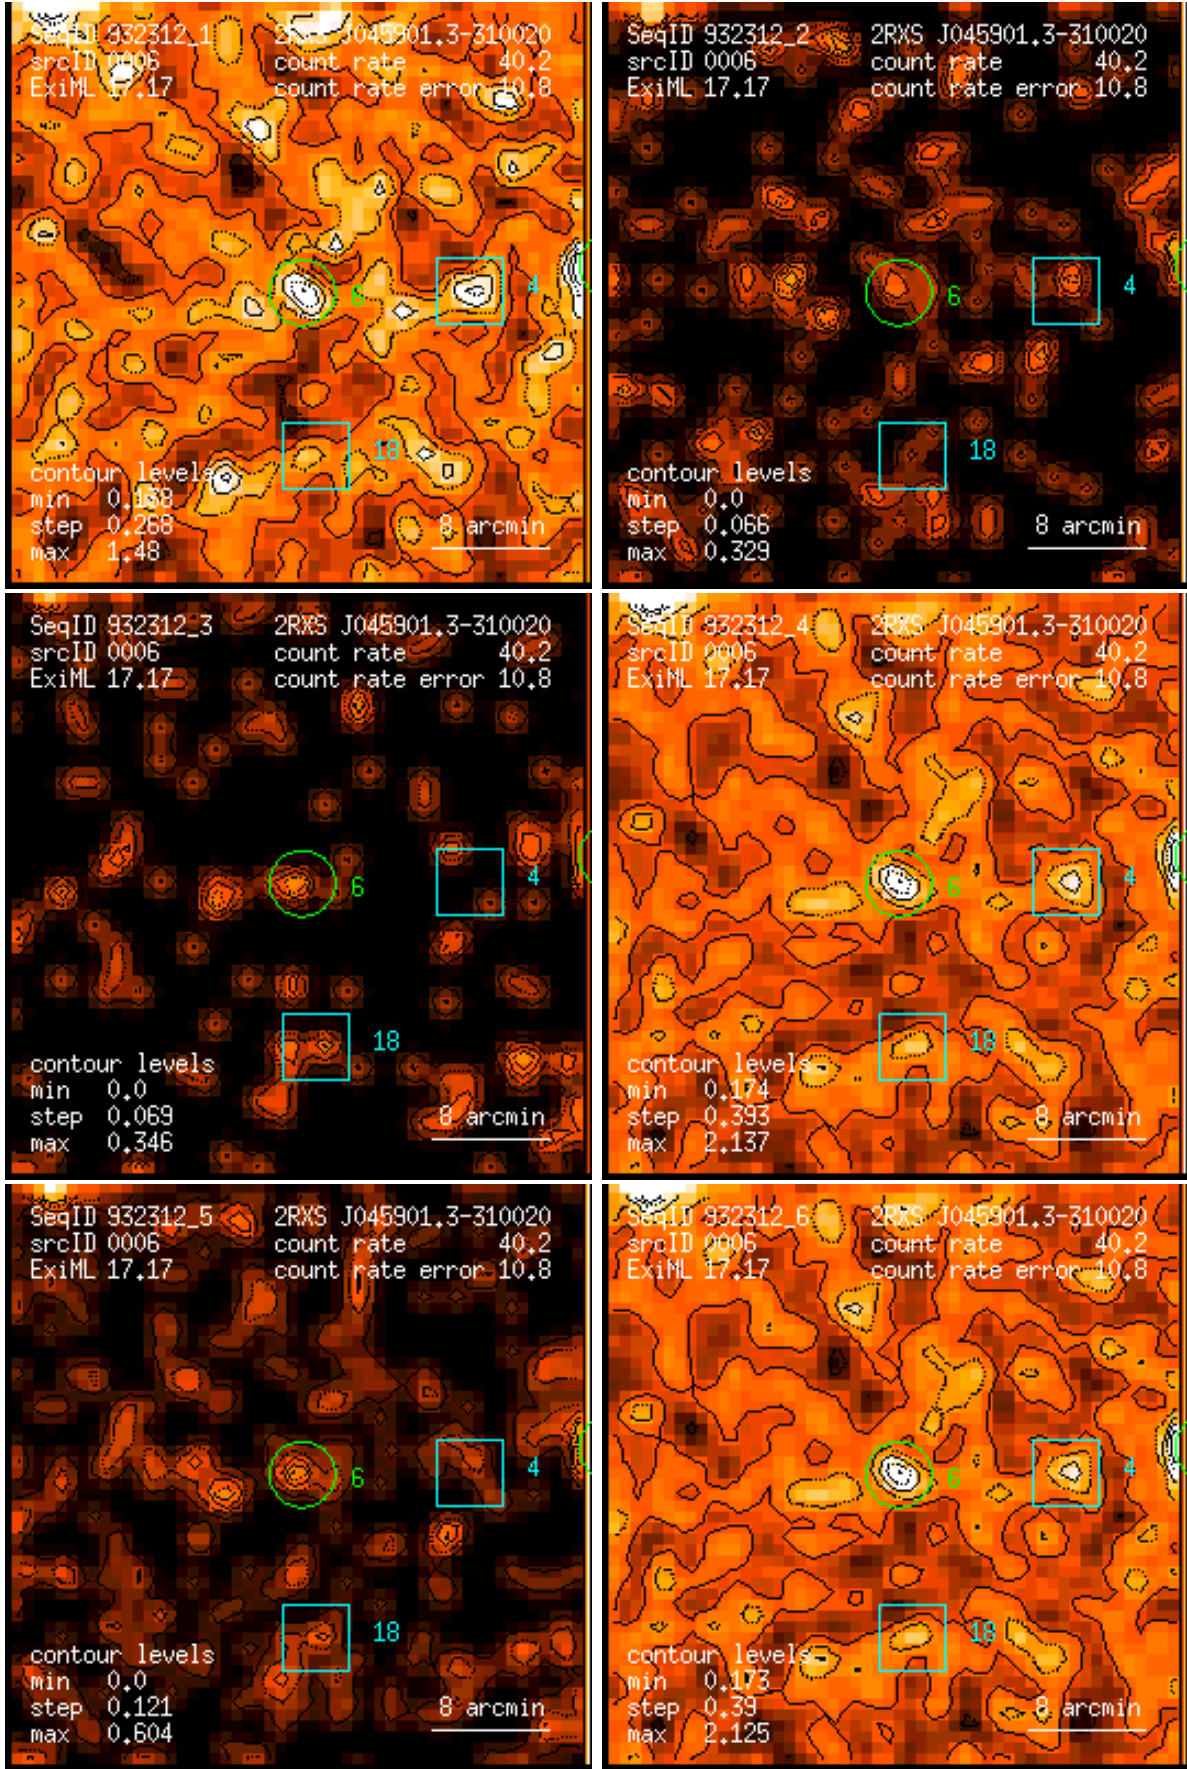 SeqID 932312_1 2RXS J045901.3-310020
srcID 0006 count rate 40.2
ExiML 17.17 count rate error 10.8
6
4
18
contour levels
min 0.138
step 0.268
max 1.48
8 arcmin
SeqID 932312_2 2RXS J045901.3-310020
srcID 0006 count rate 40.2
ExiML 17.17 count rate error 10.8
6
4
18
contour levels
min 0.0
step 0.066
max 0.329
8 arcmin
SeqID 932312_3 2RXS J045901.3-310020
srcID 0006 count rate 40.2
ExiML 17.17 count rate error 10.8
6
4
18
contour levels
min 0.0
step 0.069
max 0.346
8 arcmin
SeqID 932312_4 2RXS J045901.3-310020
srcID 0006 count rate 40.2
ExiML 17.17 count rate error 10.8
6
4
18
contour levels
min 0.174
step 0.393
max 2.137
8 arcmin
SeqID 932312_5 2RXS J045901.3-310020
srcID 0006 count rate 40.2
ExiML 17.17 count rate error 10.8
6
4
18
contour levels
min 0.0
step 0.121
max 0.604
8 arcmin
SeqID 932312_6 2RXS J045901.3-310020
srcID 0006 count rate 40.2
ExiML 17.17 count rate error 10.8
6
4
18
contour levels
min 0.173
step 0.39
max 2.125
8 arcmin